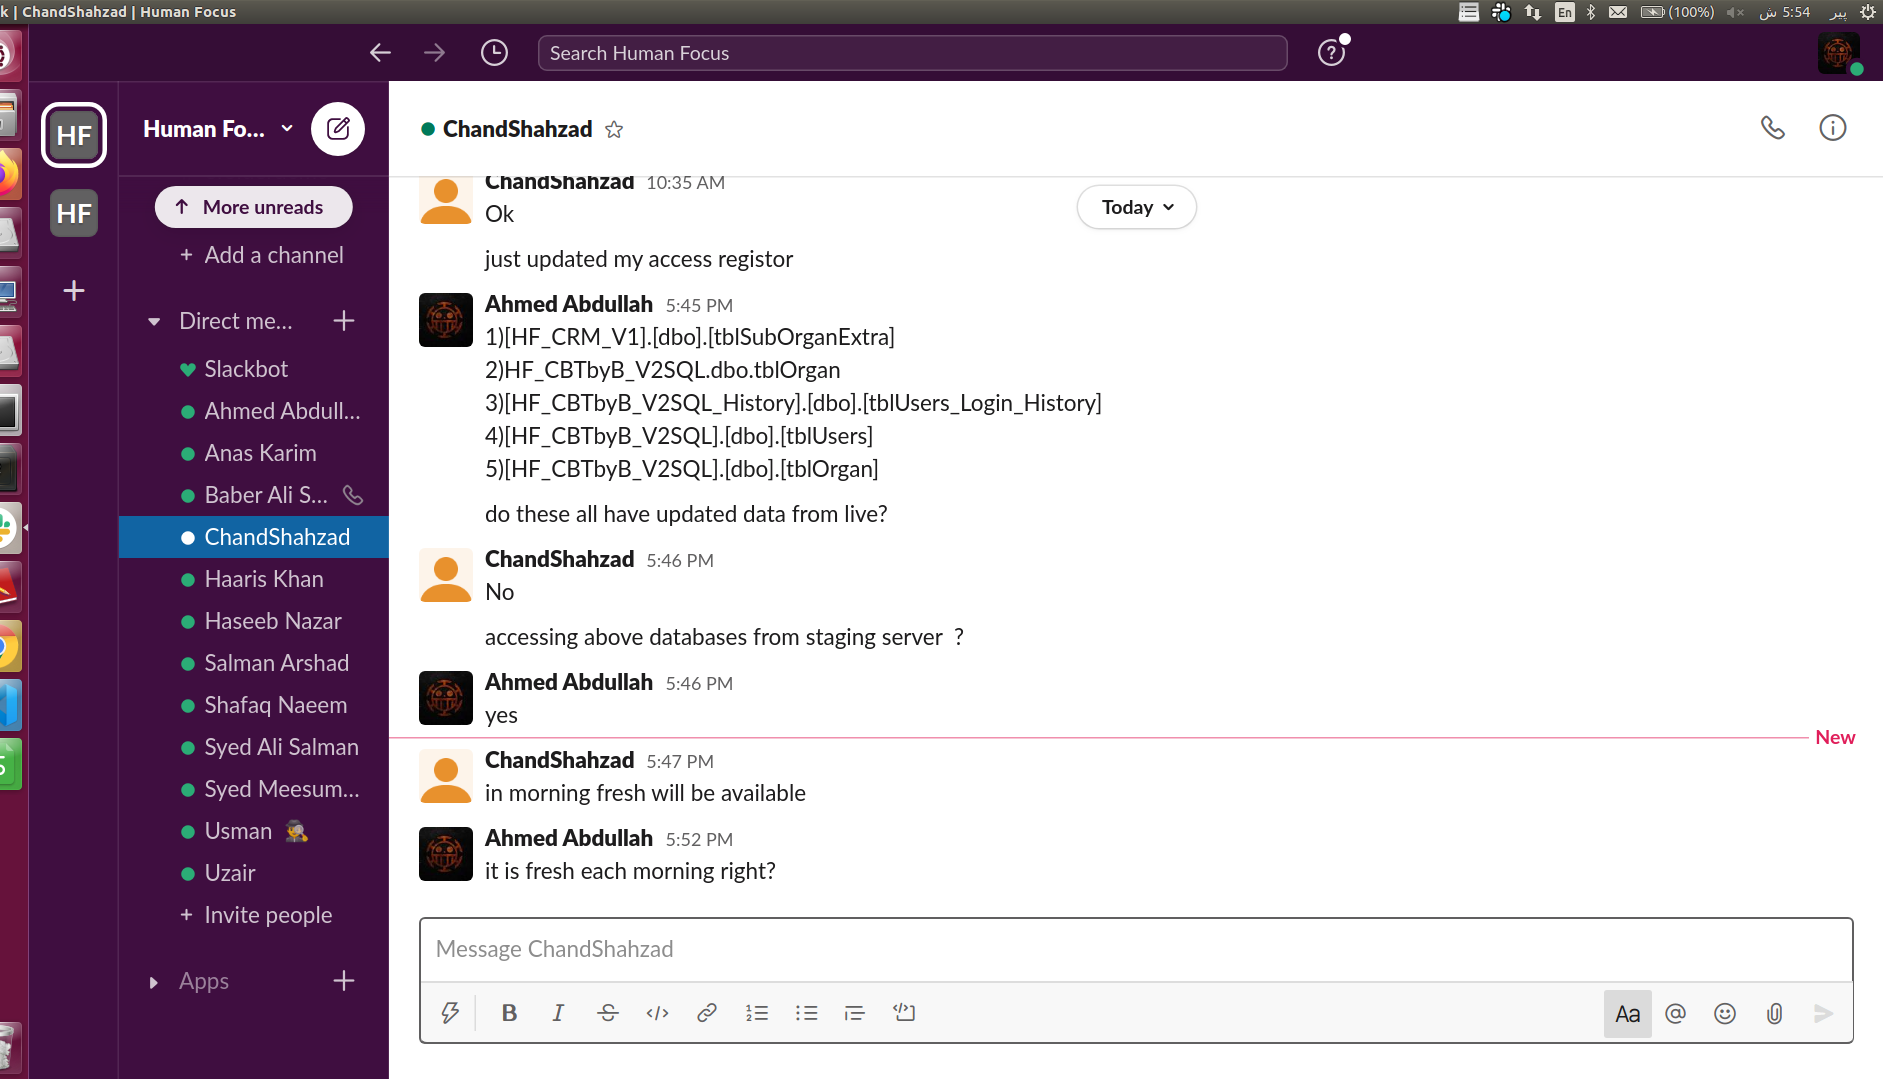 k | ChandShahzad | Human Focus
En
(100%)
5:54 ش
پیر
Search Human Focus
HF
HF
Human Fo...
More unreads
+ Add a channel
Direct me...
Slackbot
Ahmed Abdull...
Anas Karim
Baber Ali S...
ChandShahzad
Haaris Khan
Haseeb Nazar
Salman Arshad
Shafaq Naeem
Syed Ali Salman
Syed Meesum...
Usman
Uzair
+ Invite people
Apps
ChandShahzad
Today
ChandShahzad 10:35 AM
Ok
just updated my access registor
Ahmed Abdullah 5:45 PM
1)[HF_CRM_V1].[dbo].[tblSubOrganExtra]
2)HF_CBTbyB_V2SQL.dbo.tblOrgan
3)[HF_CBTbyB_V2SQL_History].[dbo].[tblUsers_Login_History]
4)[HF_CBTbyB_V2SQL].[dbo].[tblUsers]
5)[HF_CBTbyB_V2SQL].[dbo].[tblOrgan]
do these all have updated data from live?
ChandShahzad 5:46 PM
No
accessing above databases from staging server ?
Ahmed Abdullah 5:46 PM
yes
New
ChandShahzad 5:47 PM
in morning fresh will be available
Ahmed Abdullah 5:52 PM
it is fresh each morning right?
Message ChandShahzad
B I S </> Aa @